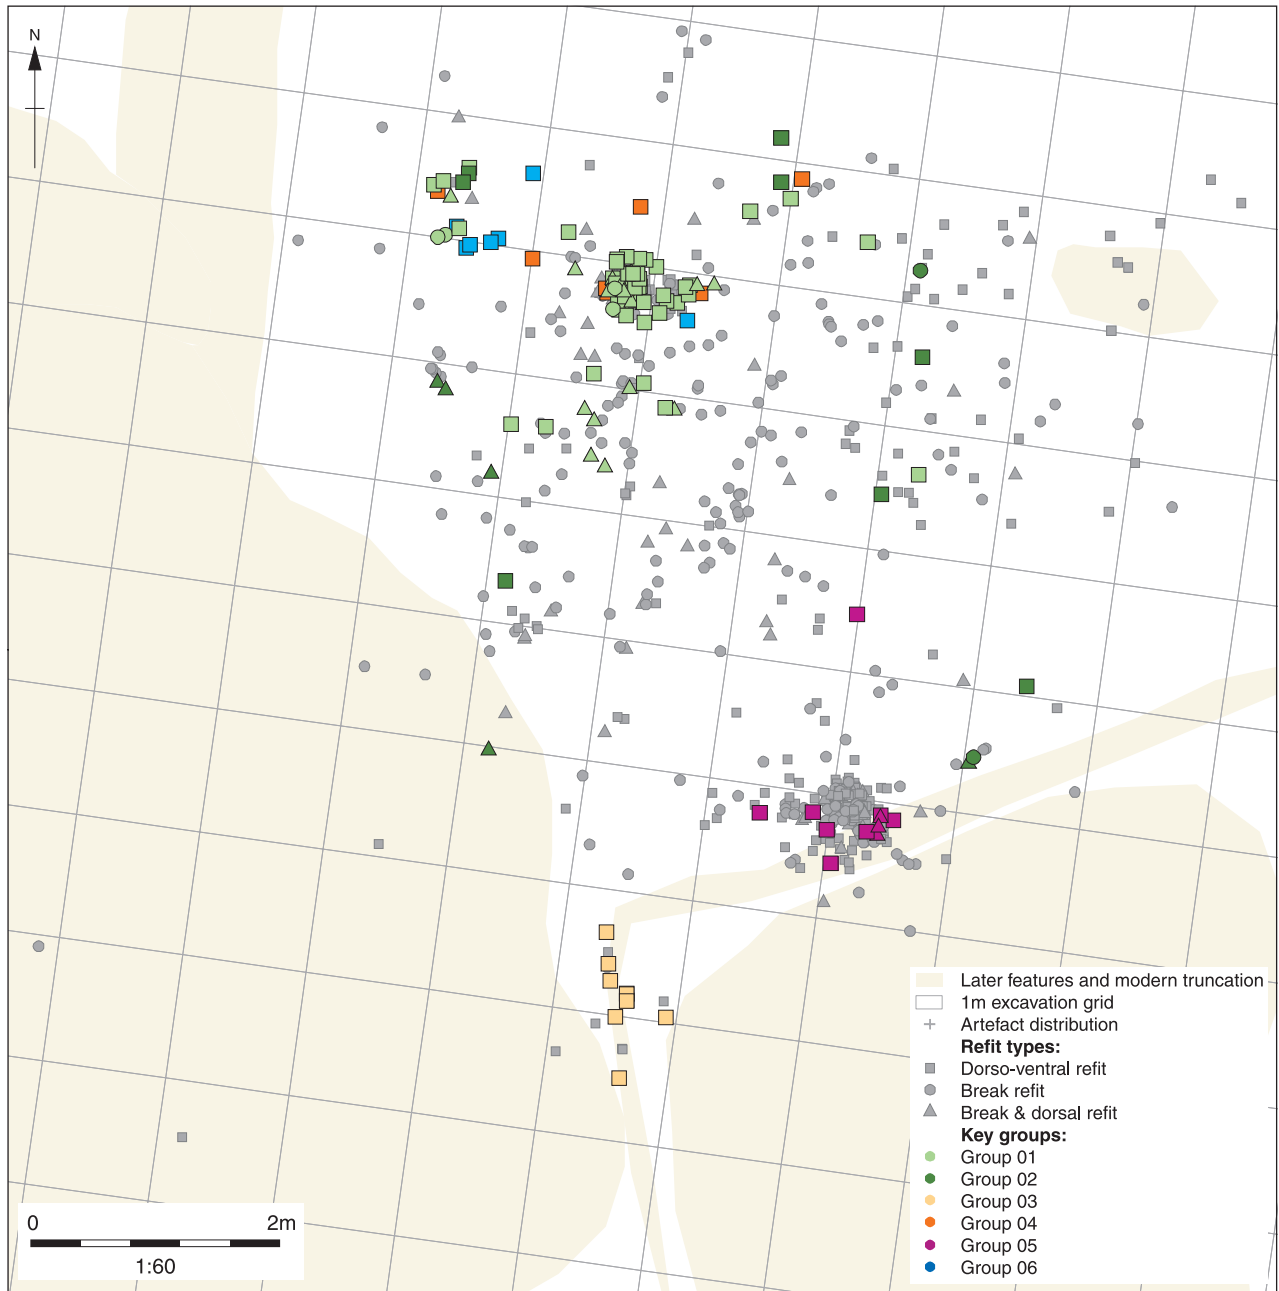 N
Later features and modern truncation
1m excavation grid
Artefact distribution
Refit types:
Dorso-ventral refit
Break refit
Break & dorsal refit
Key groups:
Group 01
Group 02
Group 03
Group 04
Group 05
Group 06
0 2m
1:60